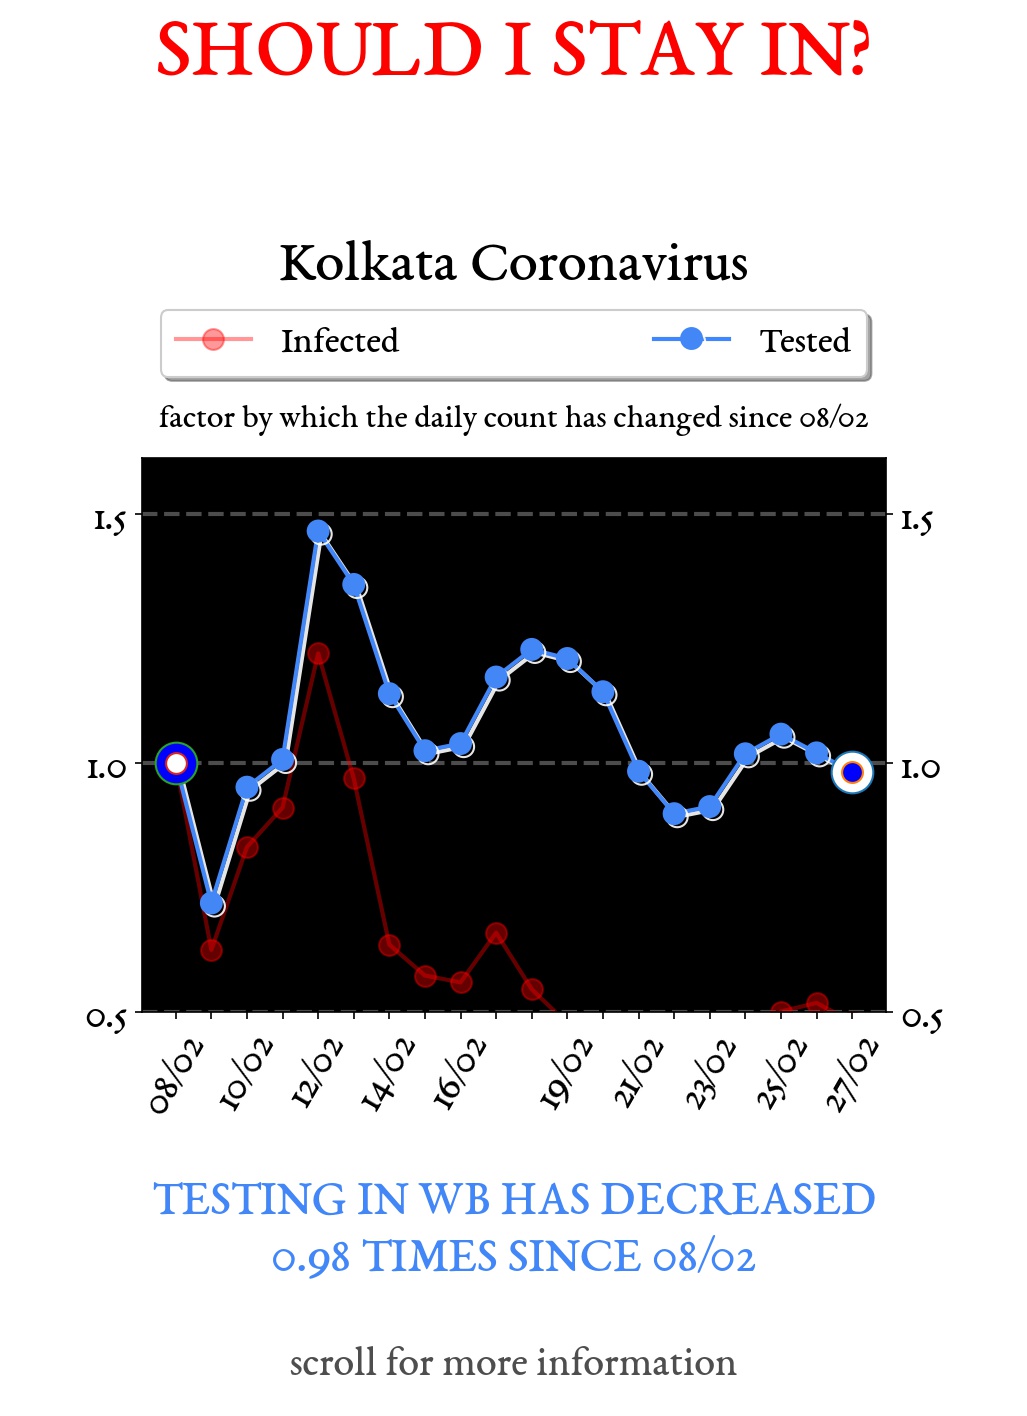 SHOULD I STAY IN?
Kolkata Coronavirus
Infected Tested
factor by which the daily count has changed since 08/02
1.5 1.5
1.0 1.0
0.5 0.5
08/02 10/02 12/02 14/02 16/02 19/02 21/02 23/02 25/02 27/02
TESTING IN WB HAS DECREASED
0.98 TIMES SINCE 08/02
scroll for more information